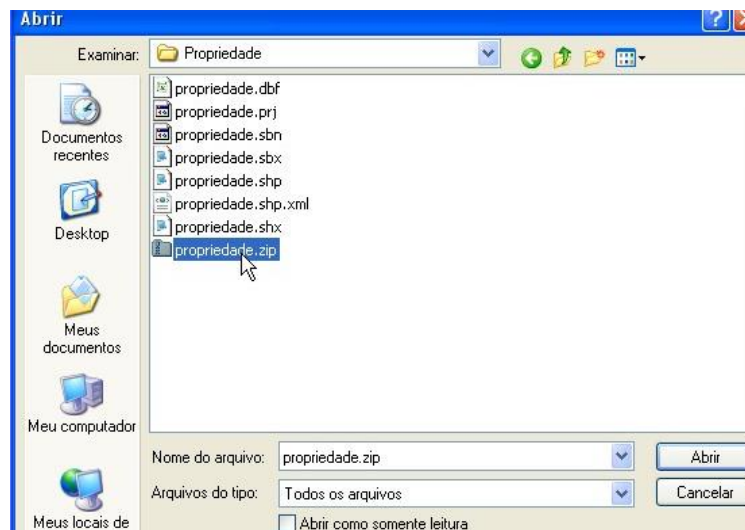 Abrir
Examinar: Propriedade
propriedade.dbf
propriedade.prj
propriedade.sbn
propriedade.sbx
propriedade.shp
propriedade.shp.xml
propriedade.shx
propriedade.zip
Documentos
recentes
Desktop
Meus
documentos
Meu computador
Meus locais de
Nome do arquivo: propriedade.zip Abrir
Arquivos do tipo: Todos os arquivos Cancelar
Abrir como somente leitura